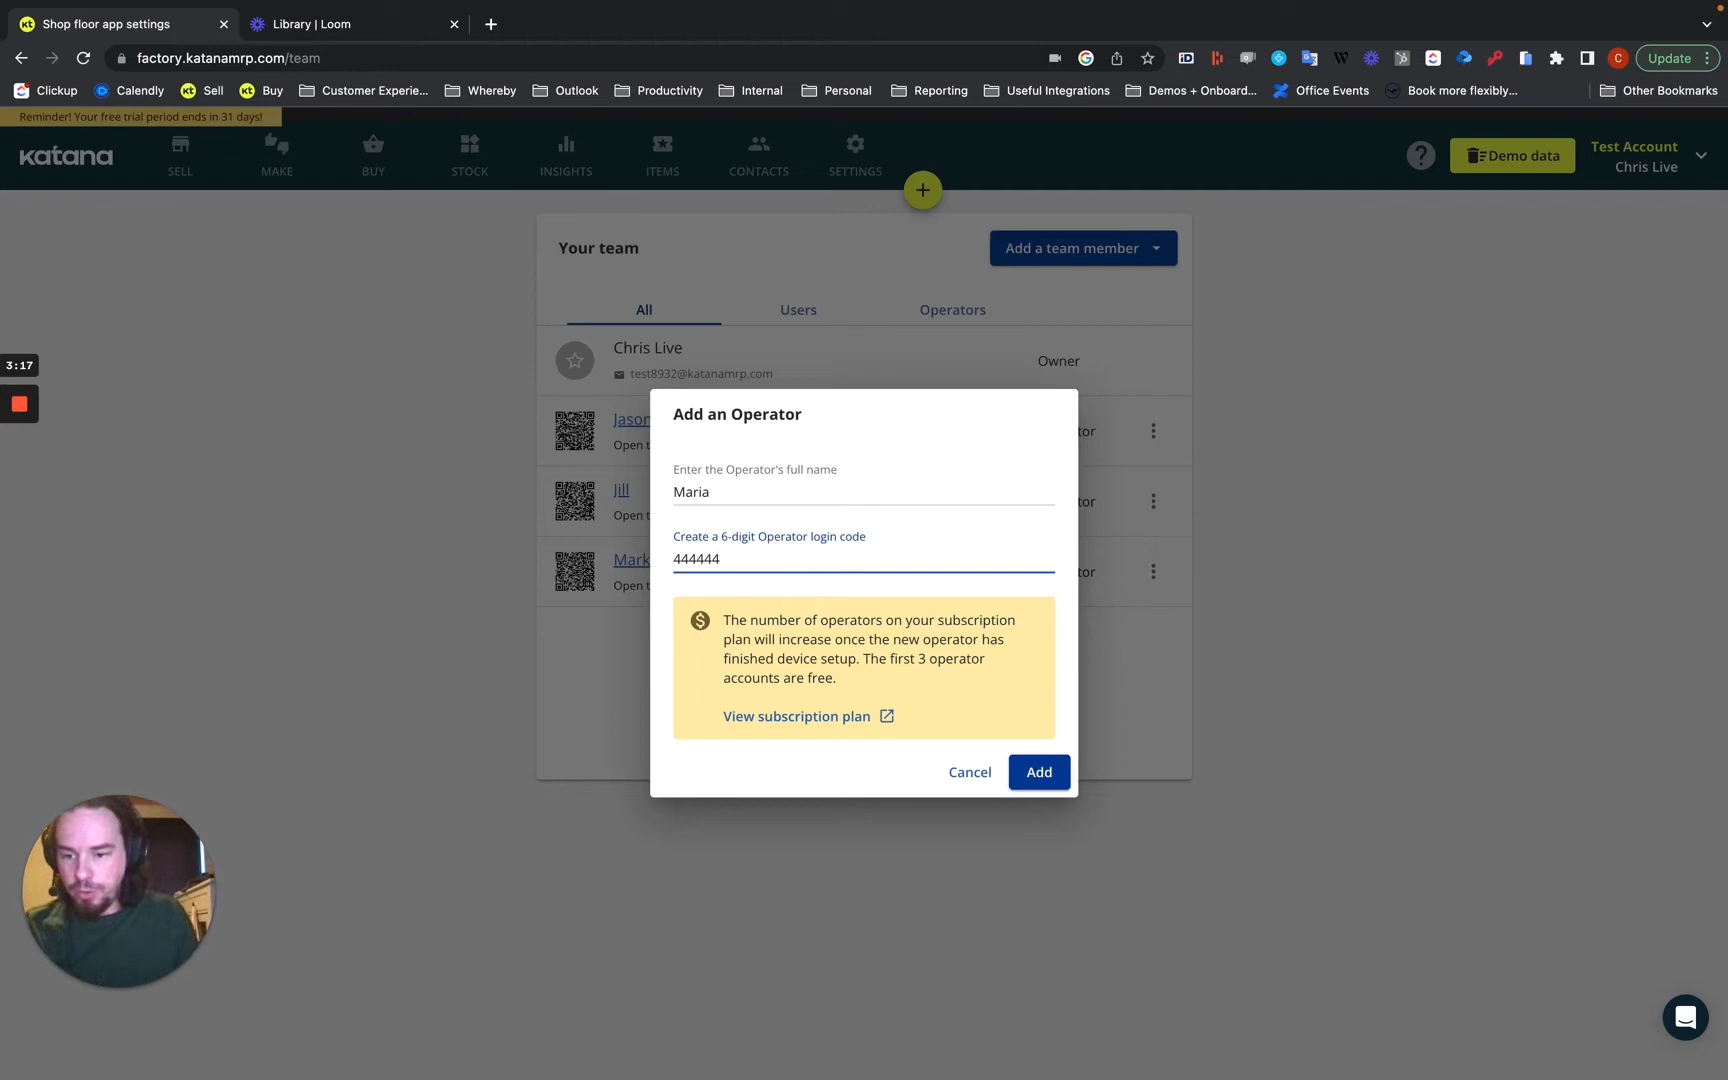 Shop floor app settings
Library | Loom
factory.katanamrp.com/team
Update
Clickup
Calendly
Sell
Buy
Customer Experie...
Whereby
Outlook
Productivity
Internal
Personal
Reporting
Useful Integrations
Demos + Onboard...
Office Events
Book more flexibly...
Other Bookmarks
Reminder! Your free trial period ends in 31 days!
katana
SELL
MAKE
BUY
STOCK
INSIGHTS
ITEMS
CONTACTS
SETTINGS
Demo data
Test Account
Chris Live
Your team
Add a team member
All
Users
Operators
Chris Live
test8932@katanamrp.com
Owner
3:17
Jason
Open t
tor
Jill
Open t
tor
Mark
Open t
tor
Add an Operator
Enter the Operator's full name
Maria
Create a 6-digit Operator login code
444444
The number of operators on your subscription
plan will increase once the new operator has
finished device setup. The first 3 operator
accounts are free.
View subscription plan
Cancel
Add